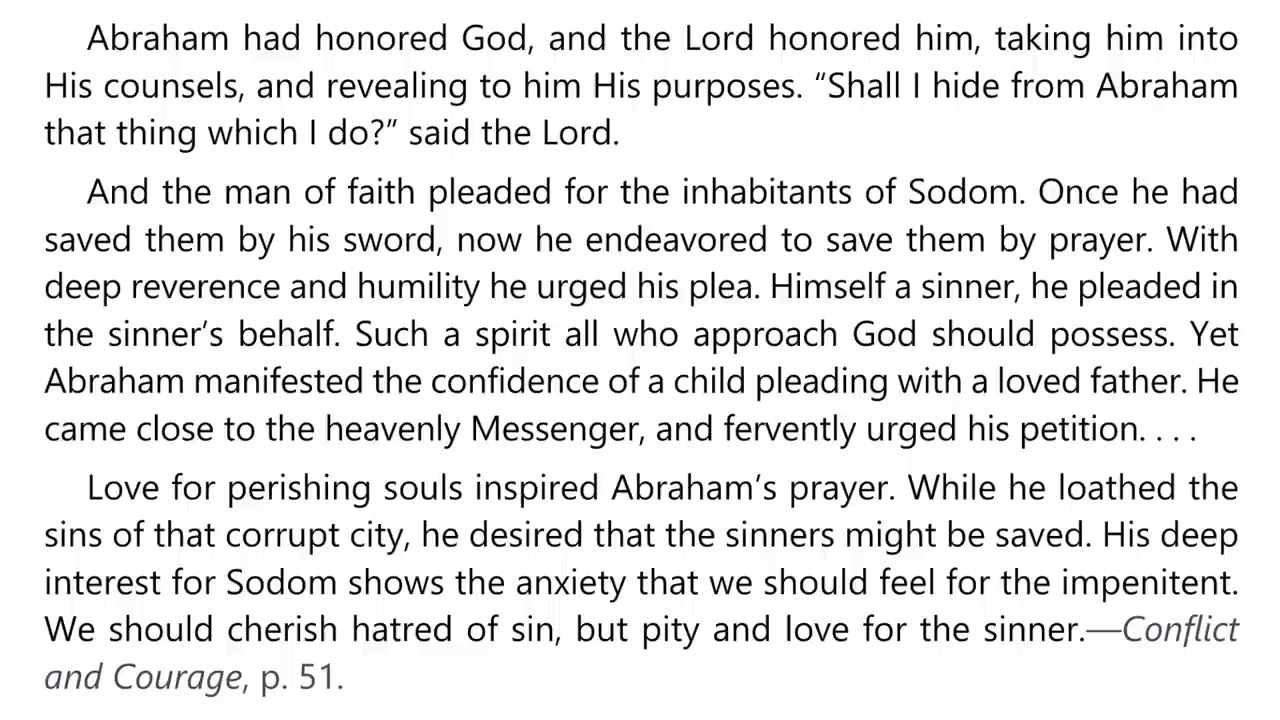 Abraham had honored God, and the Lord honored him, taking him into
His counsels, and revealing to him His purposes. “Shall I hide from Abraham
that thing which I do?” said the Lord.
And the man of faith pleaded for the inhabitants of Sodom. Once he had
saved them by his sword, now he endeavored to save them by prayer. With
deep reverence and humility he urged his plea. Himself a sinner, he pleaded in
the sinner’s behalf. Such a spirit all who approach God should possess. Yet
Abraham manifested the confidence of a child pleading with a loved father. He
came close to the heavenly Messenger, and fervently urged his petition. . . .
Love for perishing souls inspired Abraham’s prayer. While he loathed the
sins of that corrupt city, he desired that the sinners might be saved. His deep
interest for Sodom shows the anxiety that we should feel for the impenitent.
We should cherish hatred of sin, but pity and love for the sinner.—Conflict
and Courage, p. 51.